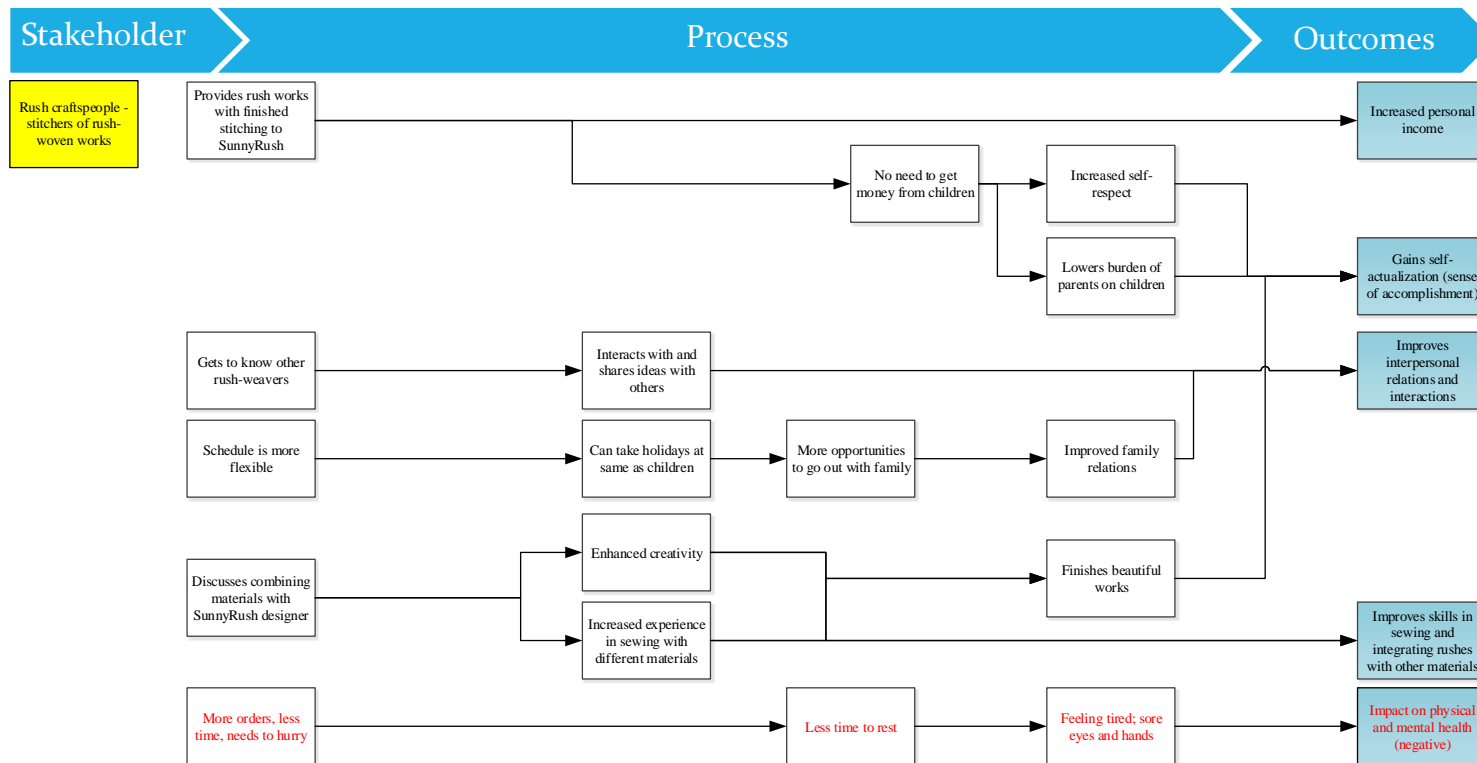 Stakeholder
Process
Outcomes
Rush craftspeople -
stitchers of rush-
woven works
Provides rush works
with finished
stitching to
SunnyRush
Increased personal
income
No need to get
money from children
Increased self-
respect
Lowers burden of
parents on children
Gains self-
actualization (sense
of accomplishment)
Gets to know other
rush-weavers
Interacts with and
shares ideas with
others
Improves
interpersonal
relations and
interactions
Schedule is more
flexible
Can take holidays at
same as children
More opportunities
to go out with family
Improved family
relations
Discusses combining
materials with
SunnyRush designer
Enhanced creativity
Increased experience
in sewing with
different materials
Finishes beautiful
works
Improves skills in
sewing and
integrating rushes
with other materials
More orders, less
time, needs to hurry
Less time to rest
Feeling tired; sore
eyes and hands
Impact on physical
and mental health
(negative)